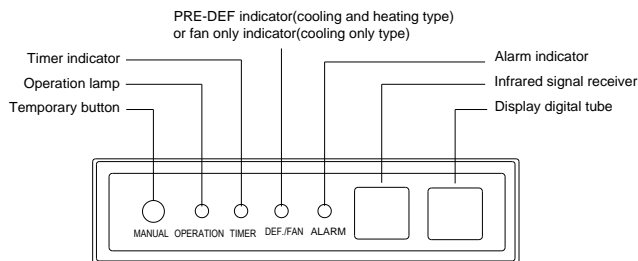 PRE-DEF indicator(cooling and heating type)
or fan only indicator(cooling only type)
Timer indicator
Alarm indicator
Operation lamp
Infrared signal receiver
Temporary button
Display digital tube
MANUAL OPERATION TIMER DEF./FAN ALARM